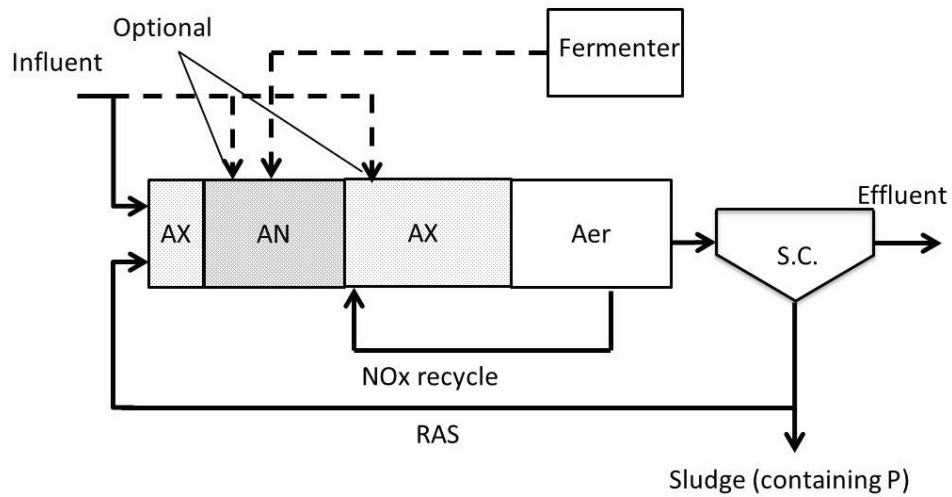 Optional
Fermenter
Influent
AX
AN
AX
Aer
Effluent
S.C.
NOx recycle
RAS
Sludge (containing P)